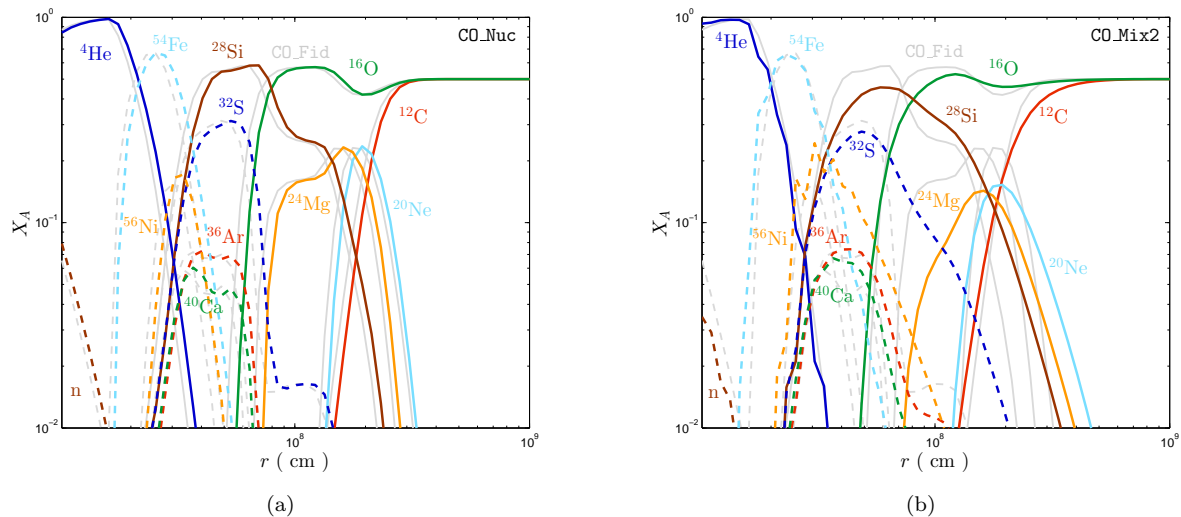 10⁰
CO_Nuc
⁴He
⁵⁴Fe
²⁸Si
CO_Fid
¹⁶O
³²S
¹²C
X_A
10⁻¹
⁵⁶Ni
³⁶Ar
²⁴Mg
²⁰Ne
⁴⁰Ca
n
10⁻²
10⁸
10⁹
r ( cm )
(a)
10⁰
CO_Mix2
⁴He
⁵⁴Fe
CO_Fid
¹⁶O
²⁸Si
¹²C
³²S
X_A
10⁻¹
²⁴Mg
⁵⁶Ni
³⁶Ar
²⁰Ne
⁴⁰Ca
n
10⁻²
10⁸
10⁹
r ( cm )
(b)